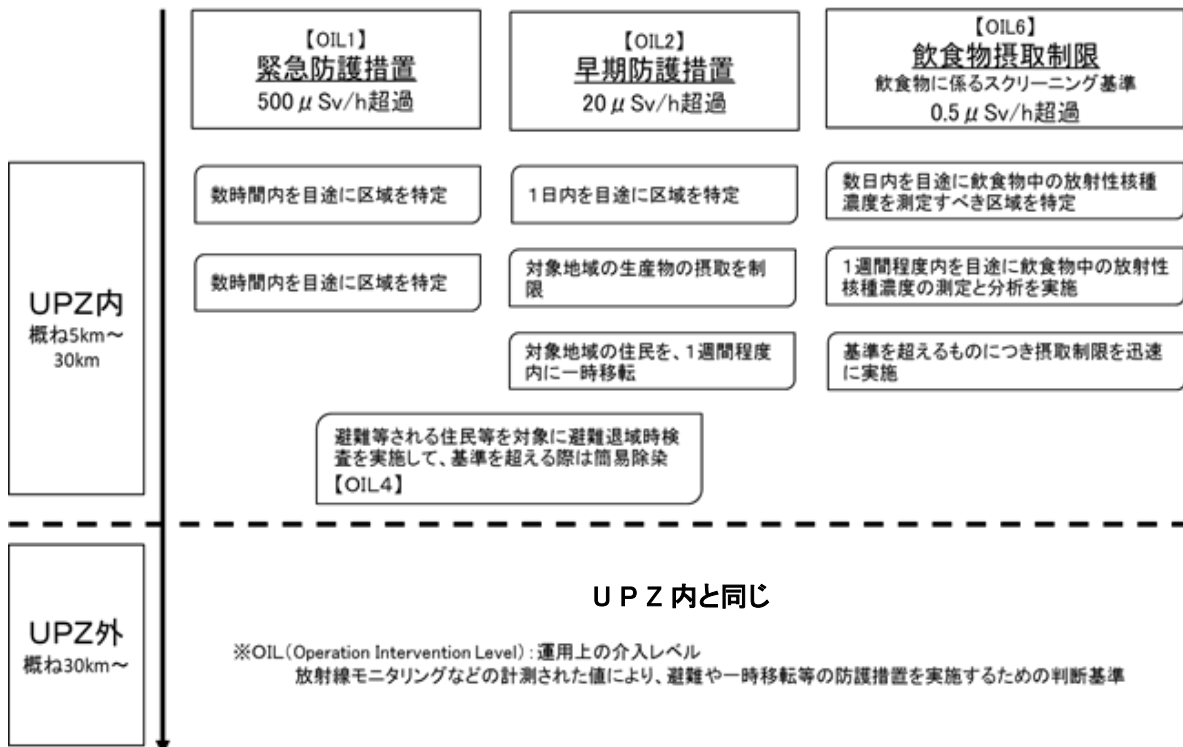 【OIL1】
緊急防護措置
500μSv/h超過
【OIL2】
早期防護措置
20μSv/h超過
【OIL6】
飲食物摂取制限
飲食物に係るスクリーニング基準
0.5μSv/h超過
UPZ内
概ね5km～
30km
数時間内を目途に区域を特定
1日内を目途に区域を特定
数日内を目途に飲食物中の放射性核種
濃度を測定すべき区域を特定
数時間内を目途に区域を特定
対象地域の生産物の摂取を制
限
1週間程度内を目途に飲食物中の放射性
核種濃度の測定と分析を実施
対象地域の住民を、1週間程度
内に一時移転
基準を超えるものにつき摂取制限を迅速
に実施
避難等される住民等を対象に避難退域時検
査を実施して、基準を超える際は簡易除染
【OIL4】
UPZ外
概ね30km～
ＵＰＺ内と同じ
※OIL(Operation Intervention Level)：運用上の介入レベル
放射線モニタリングなどの計測された値により、避難や一時移転等の防護措置を実施するための判断基準